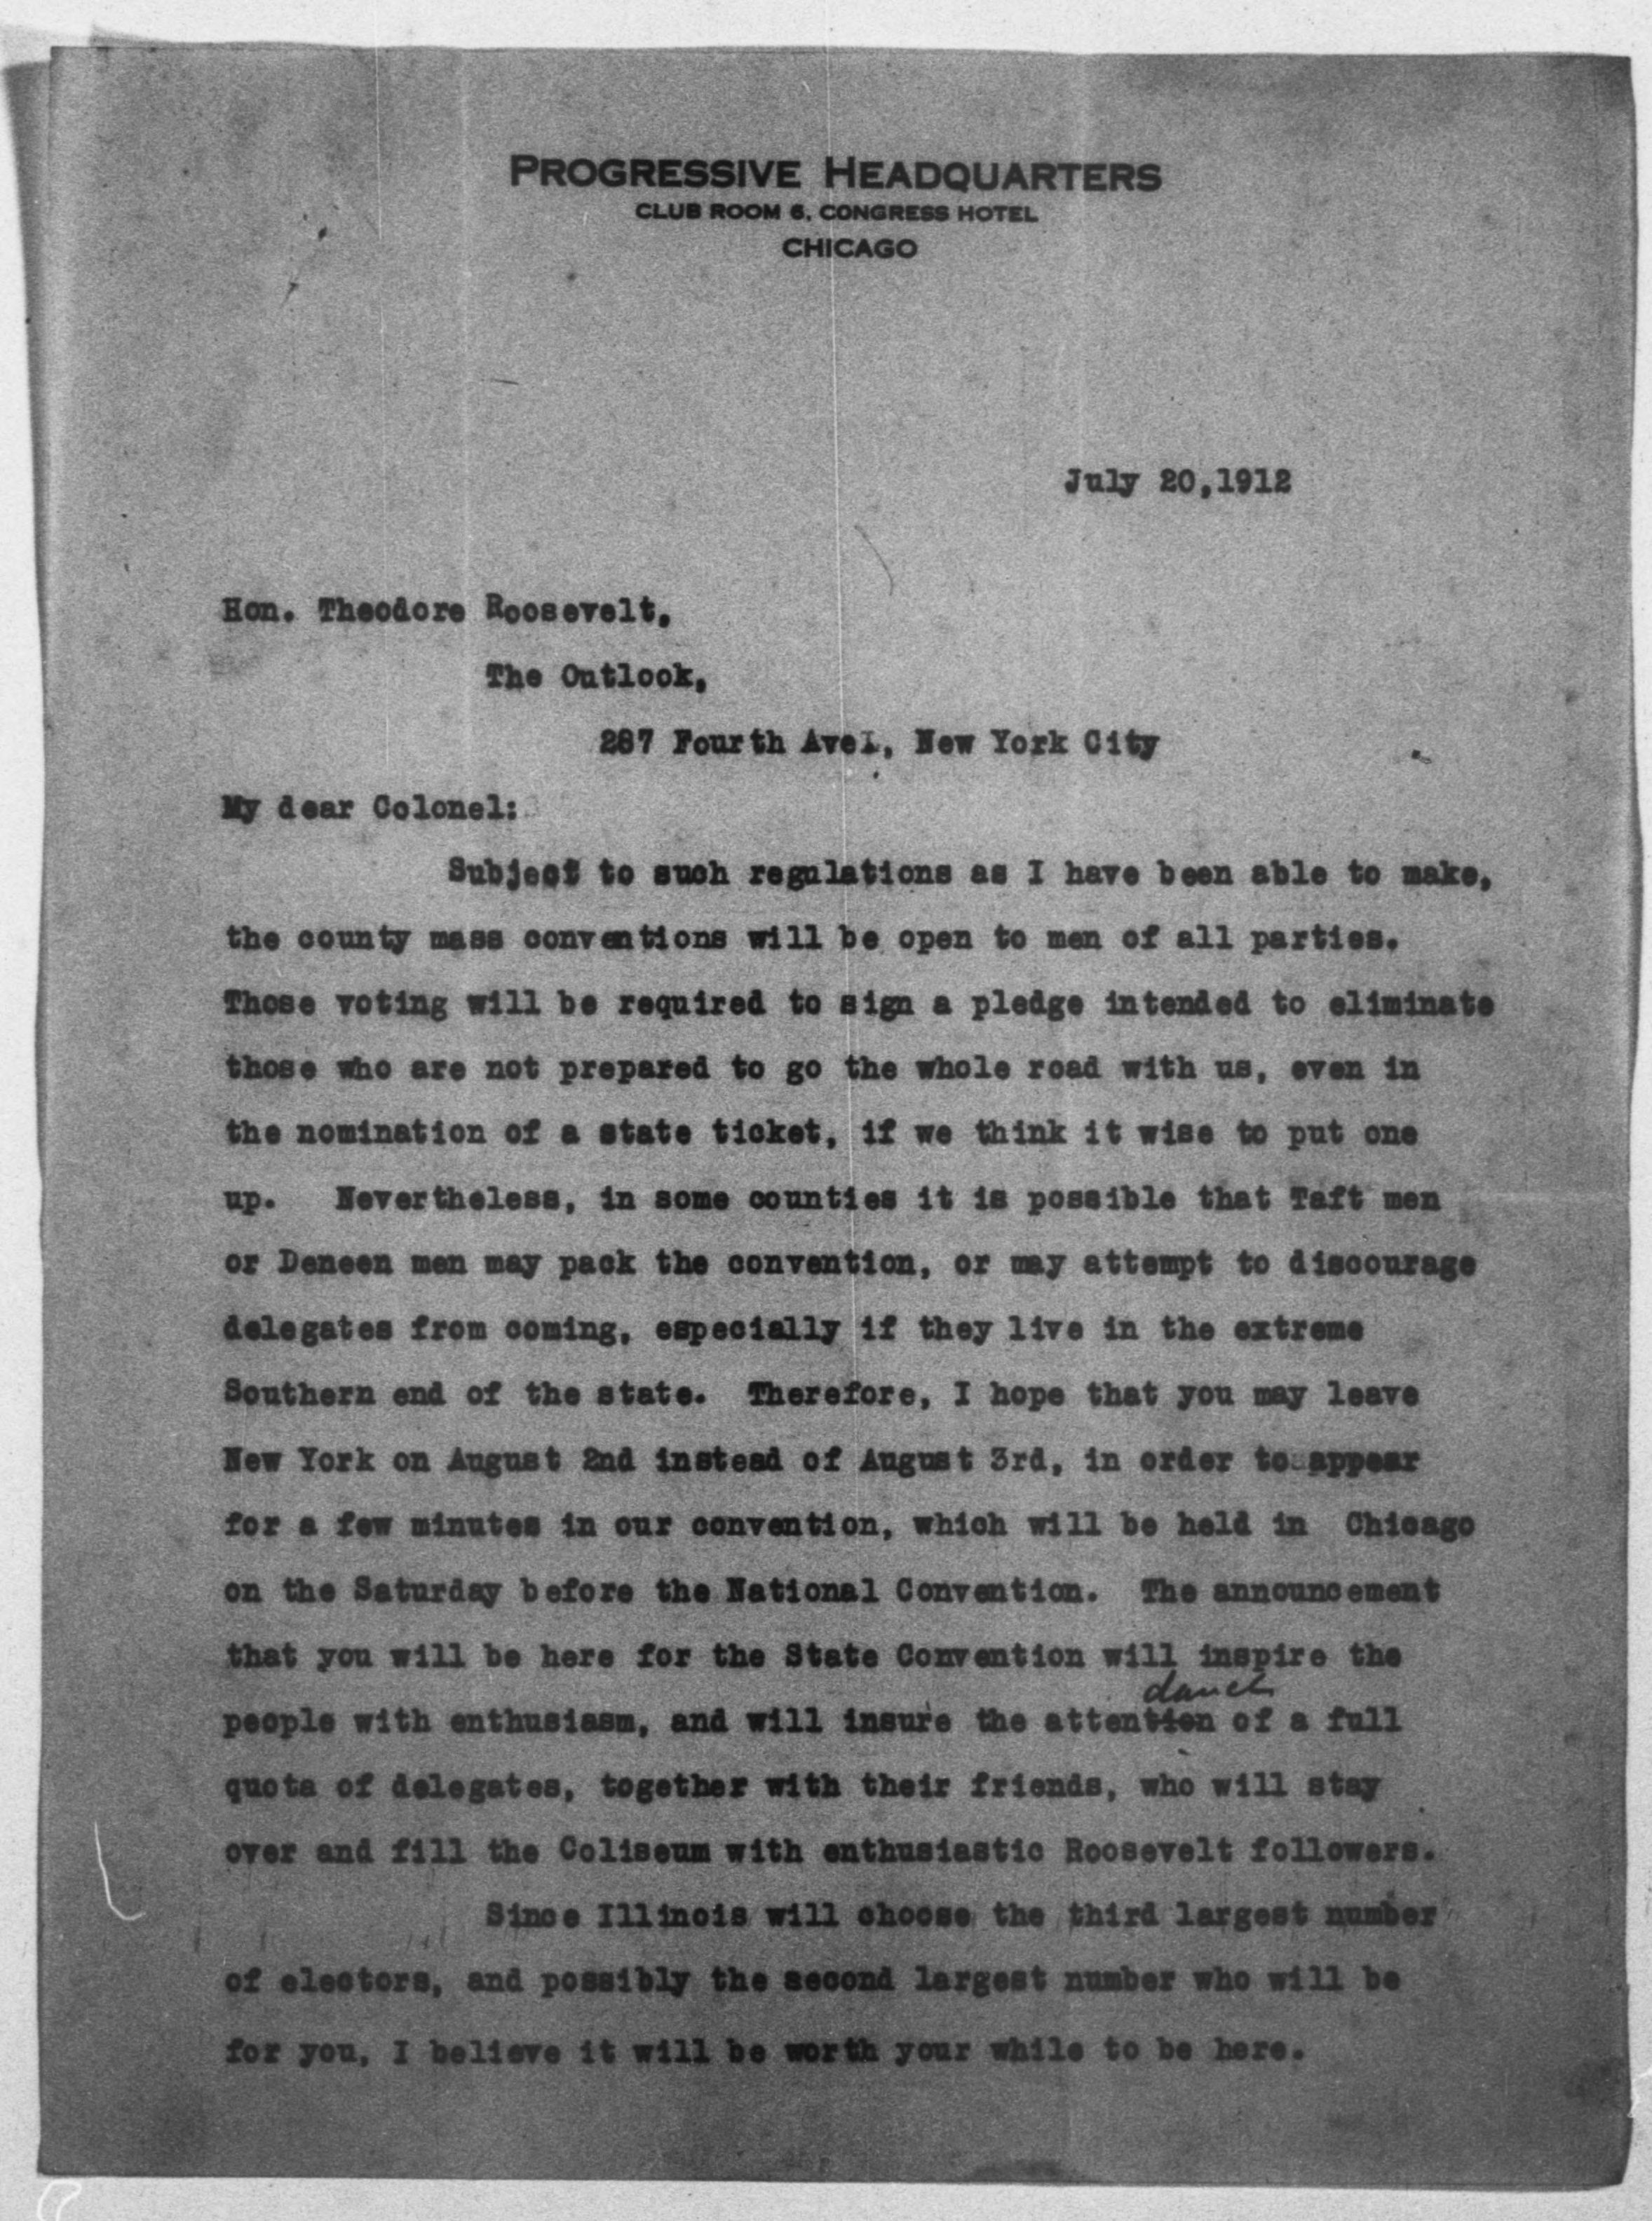 PROGRESSIVE HEADQUARTERS
CLUB ROOM 6, CONGRESS HOTEL
CHICAGO
July 20,1912
Hon. Theodore Roosevelt,
The Outlook,
287 Fourth Ave., New York City
My dear Colonel:
Subject to such regulations as I have been able to make,
the county mass conventions will be open to men of all parties.
Those voting will be required to sign a pledge intended to eliminate
those who are not prepared to go the whole road with us, even in
the nomination of a state ticket, if we think it wise to put one
up. Nevertheless, in some counties it is possible that Taft men
or Deneen men may pack the convention, or may attempt to discourage
delegates from coming, especially if they live in the extreme
Southern end of the state. Therefore, I hope that you may leave
New York on August 2nd instead of August 3rd, in order to appear
for a few minutes in our convention, which will be held in Chicago
on the Saturday before the National Convention. The announcement
that you will be here for the State Convention will inspire the
dance
people with enthusiasm, and will insure the attention of a full
quota of delegates, together with their friends, who will stay
over and fill the Coliseum with enthusiastic Roosevelt followers.
Since Illinois will choose the third largest number
of electors, and possibly the second largest number who will be
for you, I believe it will be worth your while to be here.